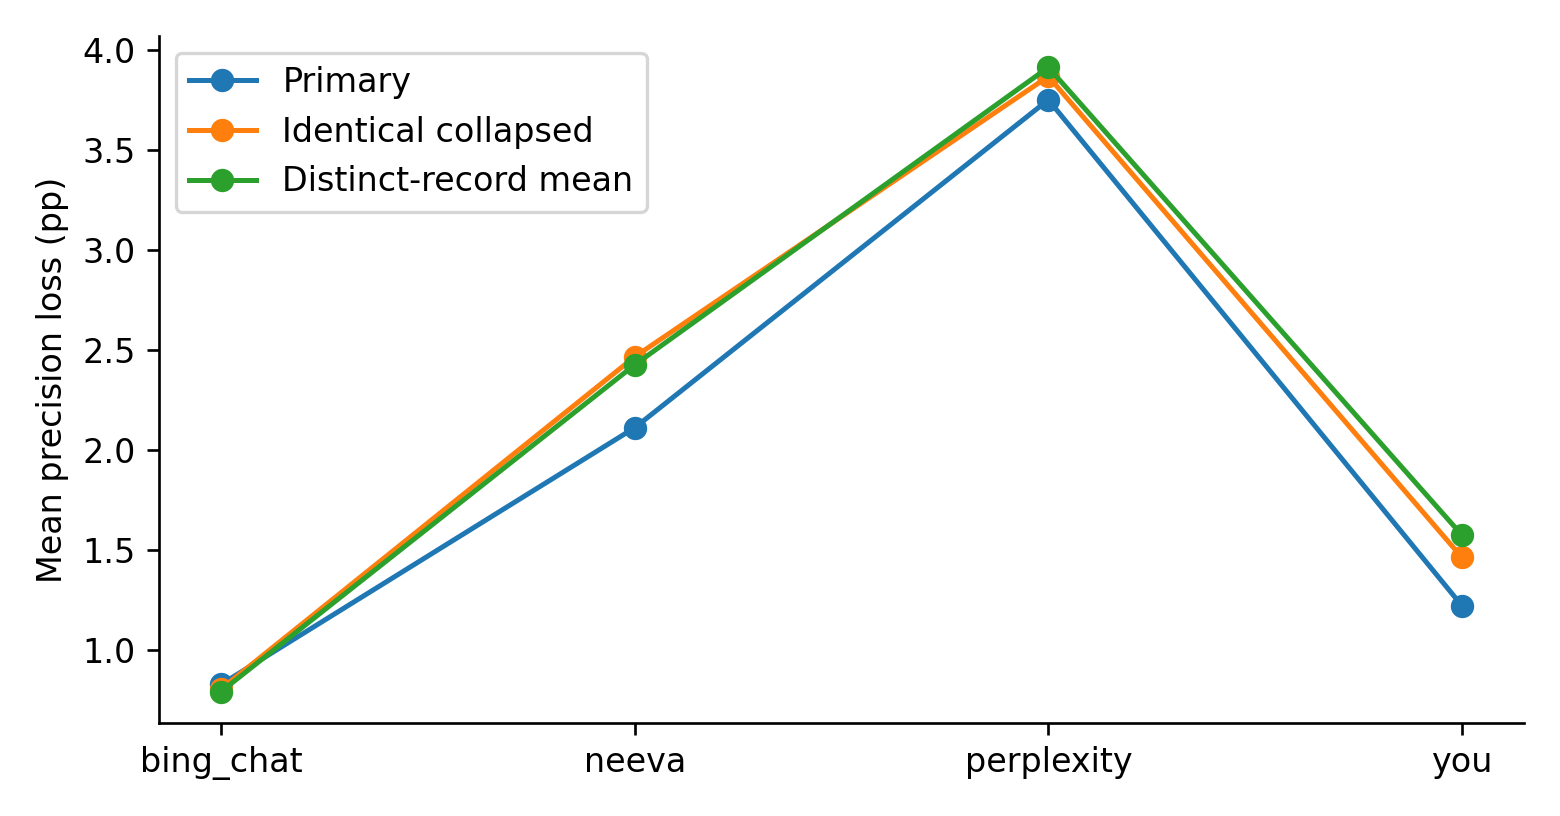 Mean precision loss (pp)
4.0
3.5
3.0
2.5
2.0
1.5
1.0
Primary
Identical collapsed
Distinct-record mean
bing_chat
neeva
perplexity
you